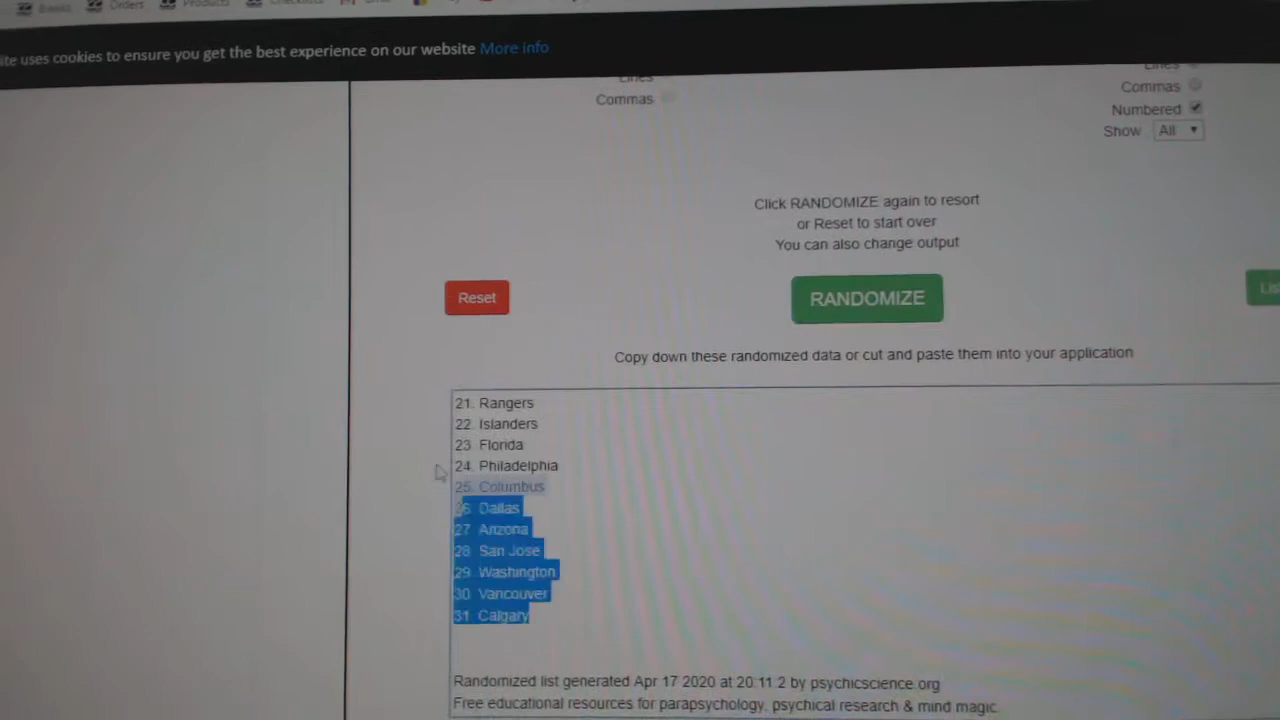 Orders
Products
ite uses cookies to ensure you get the best experience on our website More info
Lines
Commas
Lines
Commas
Numbered
Show All
Click RANDOMIZE again to resort
or Reset to start over
You can also change output
Reset
RANDOMIZE
Copy down these randomized data or cut and paste them into your application
21. Rangers
22. Islanders
23. Florida
24. Philadelphia
25. Columbus
26. Dallas
27. Arizona
28. San Jose
29. Washington
30. Vancouver
31. Calgary
Randomized list generated Apr 17 2020 at 20:11:2 by psychicscience.org
Free educational resources for parapsychology, psychical research & mind magic.